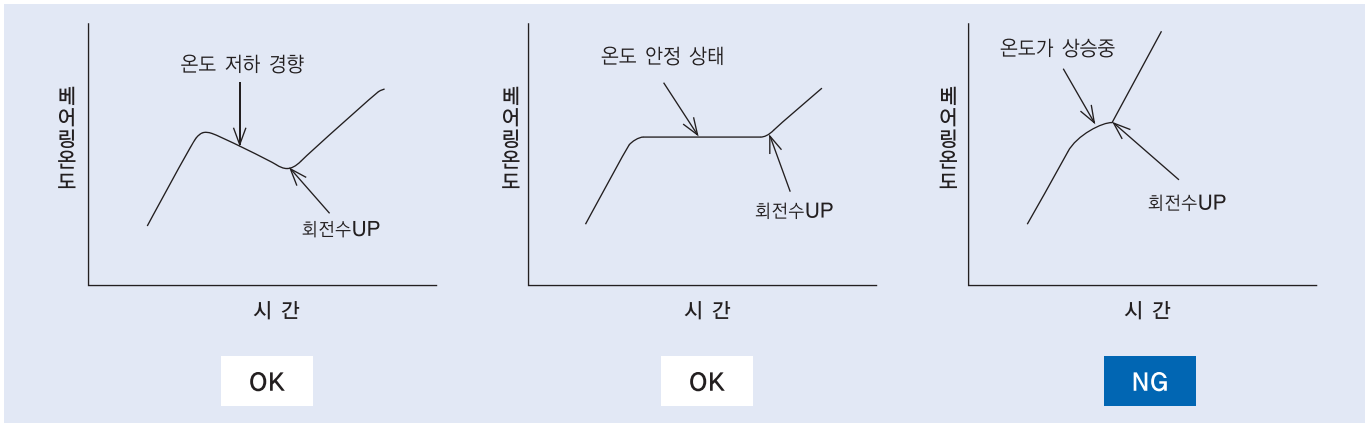 온도 저하 경향
베어링온도
회전수UP
시 간
OK
온도 안정 상태
베어링온도
회전수UP
시 간
OK
온도가 상승중
베어링온도
회전수UP
시 간
NG